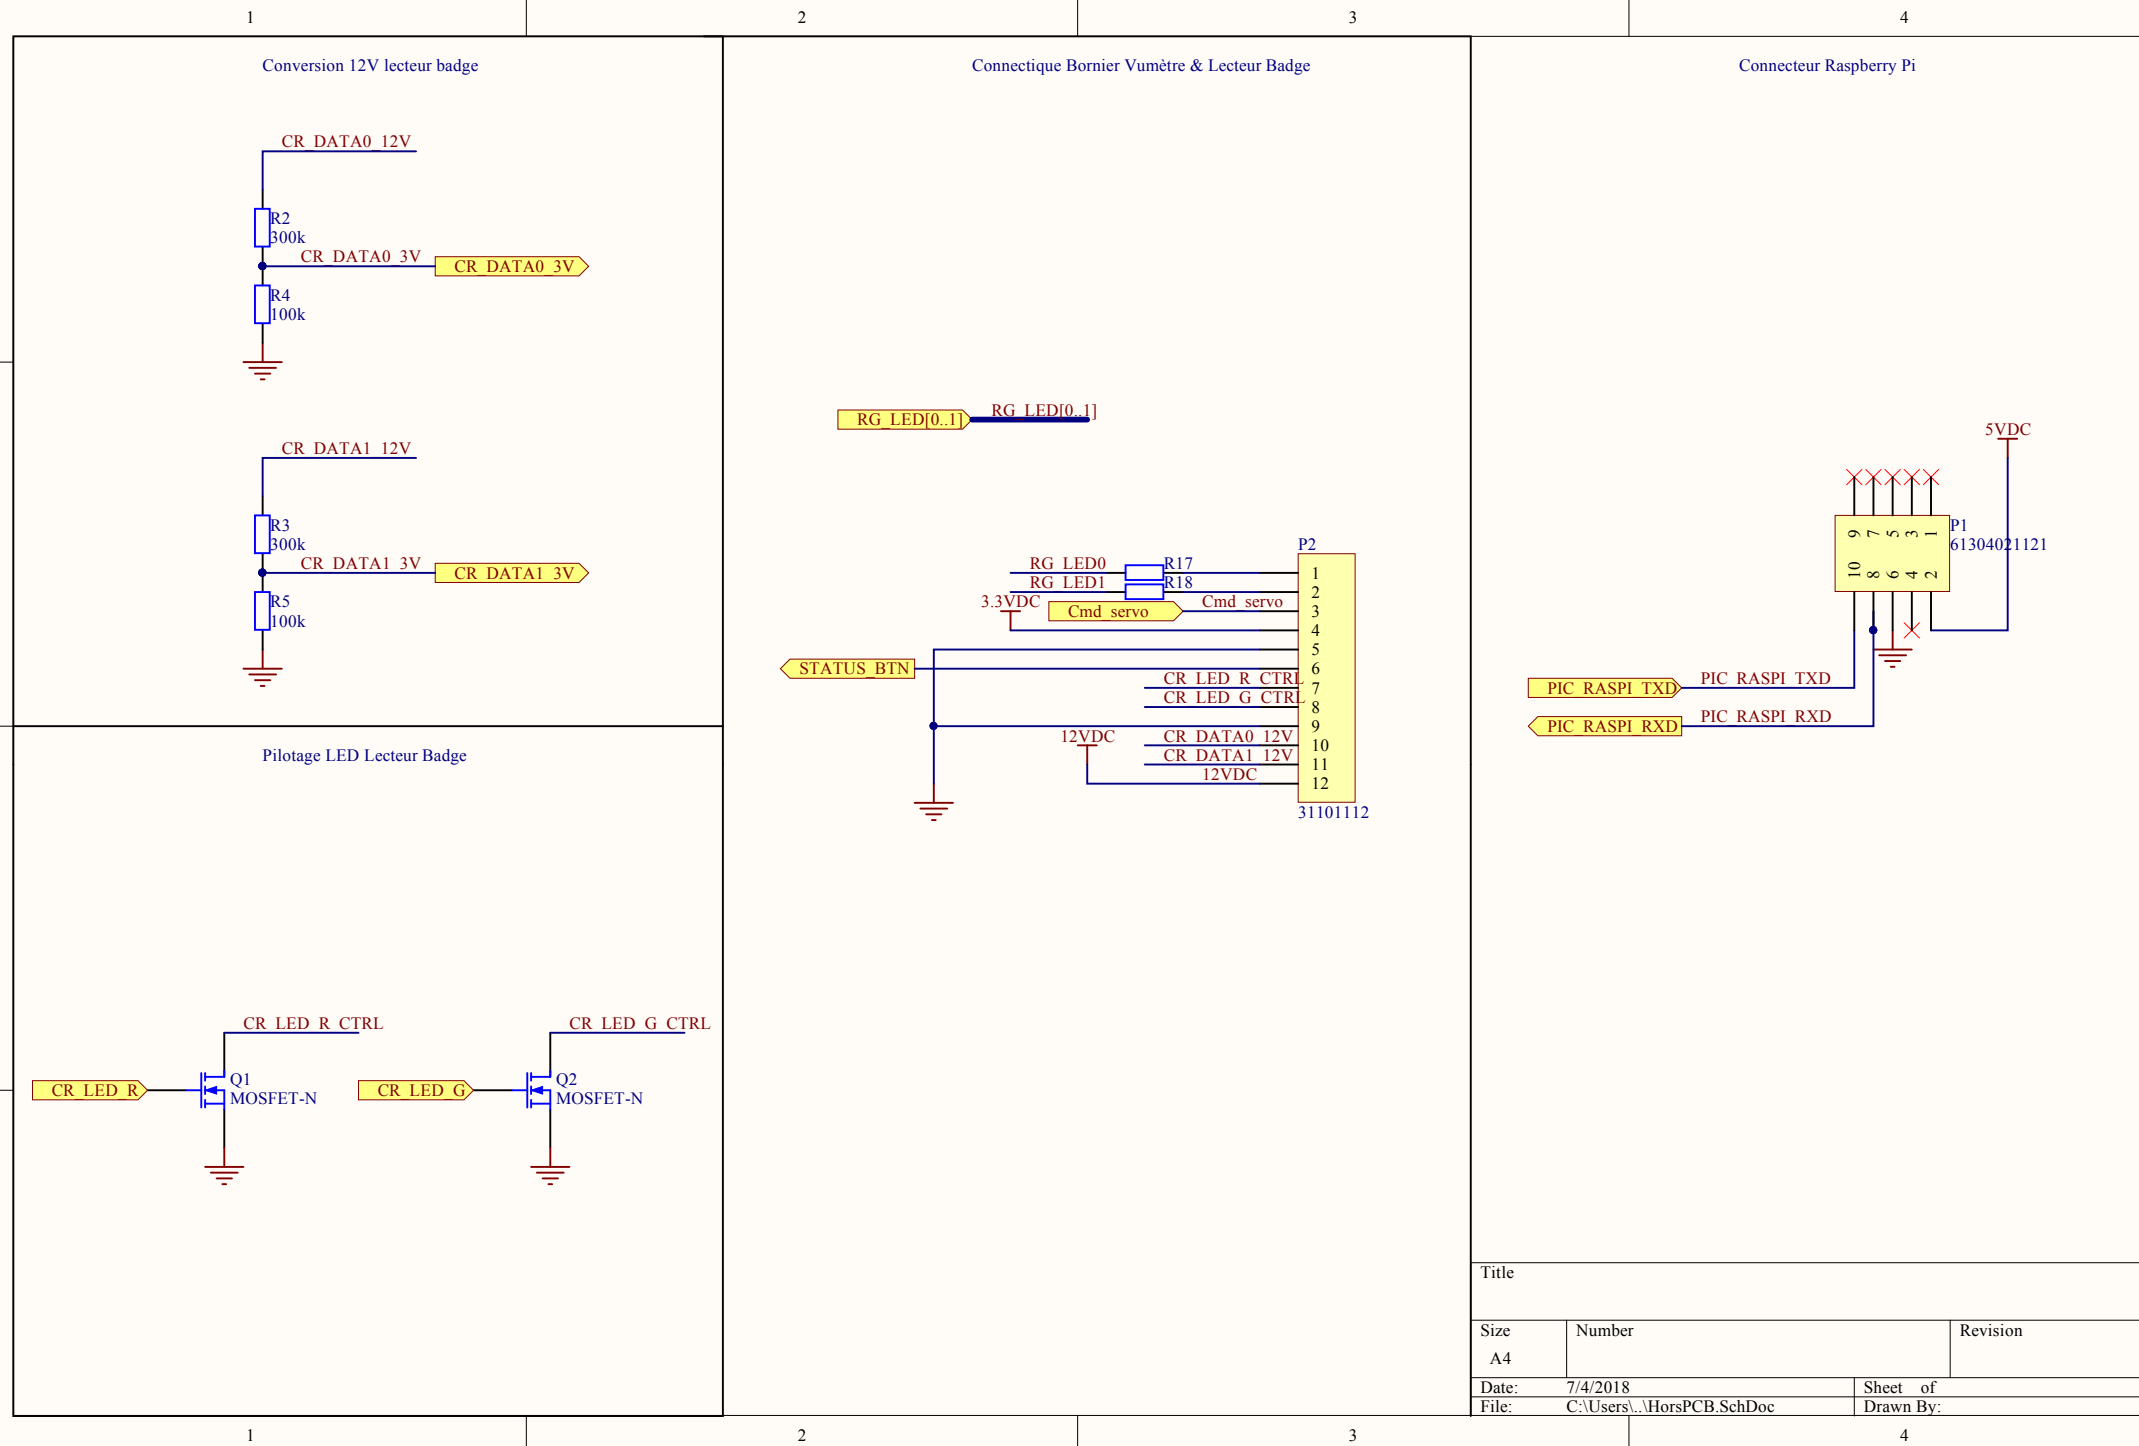 1 2 3 4
Conversion 12V lecteur badge
CR_DATA0_12V
R2
300k
CR_DATA0_3V CR_DATA0_3V
R4
100k
CR_DATA1_12V
R3
300k
CR_DATA1_3V CR_DATA1_3V
R5
100k
Pilotage LED Lecteur Badge
CR_LED_R_CTRL
CR_LED_R
Q1
MOSFET-N
CR_LED_G_CTRL
CR_LED_G
Q2
MOSFET-N
Connectique Bornier Vumètre & Lecteur Badge
RG_LED[0..1] RG_LED[0..1]
P2
RG_LED0 R17 1
RG_LED1 R18 2
3.3VDC Cmd_servo Cmd_servo 3
4
5
STATUS_BTN 6
CR_LED_R_CTRL 7
CR_LED_G_CTRL 8
9
12VDC CR_DATA0_12V 10
CR_DATA1_12V 11
12VDC 12
31101112
Connecteur Raspberry Pi
5VDC
9 7 5 3 1
10 8 6 4 2
P1
61304021121
PIC_RASPI_TXD PIC_RASPI_TXD
PIC_RASPI_RXD PIC_RASPI_RXD
Title
Size Number Revision
A4
Date: 7/4/2018 Sheet of
File: C:\Users\..\HorsPCB.SchDoc Drawn By:
1 2 3 4